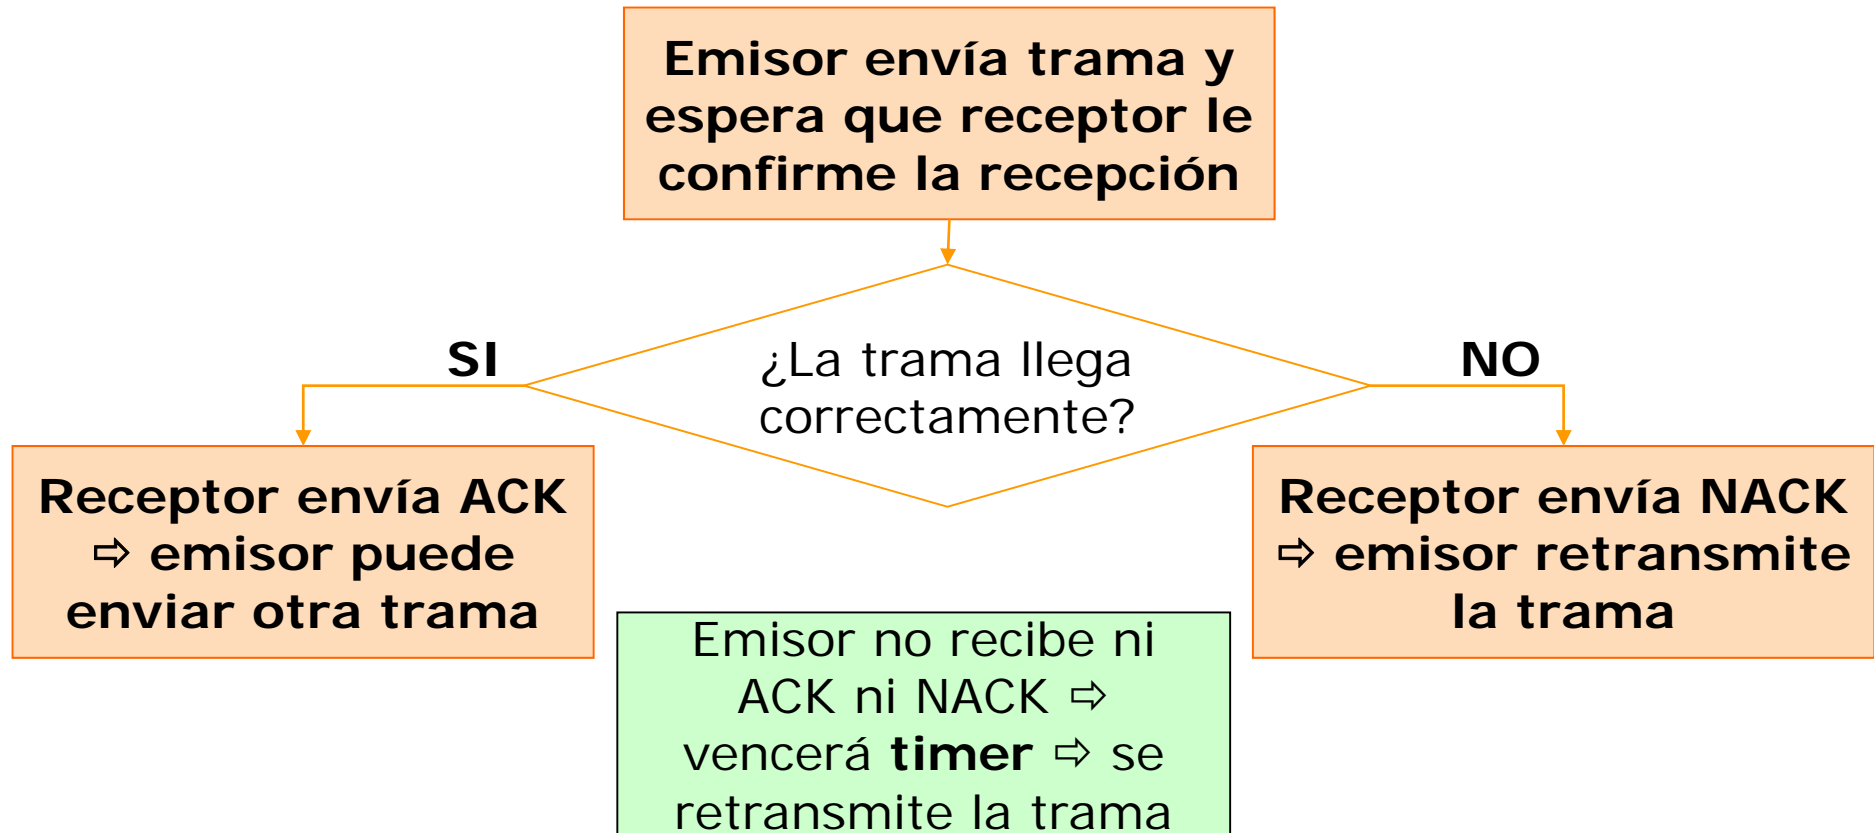 Emisor envía trama y
espera que receptor le
confirme la recepción
SI
¿La trama llega
correctamente?
NO
Receptor envía ACK
⇨ emisor puede
enviar otra trama
Receptor envía NACK
⇨ emisor retransmite
la trama
Emisor no recibe ni
ACK ni NACK ⇨
vencerá timer ⇨ se
retransmite la trama